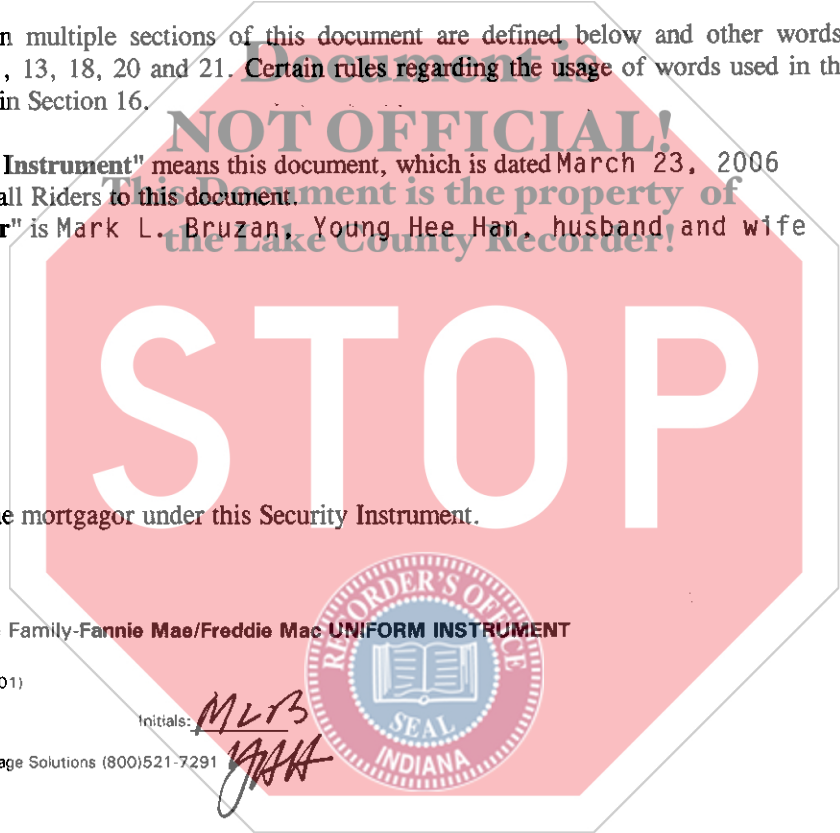 n multiple sections of this document are defined below and other words
, 13, 18, 20 and 21. Certain rules regarding the usage of words used in th
in Section 16.
Document is
NOT OFFICIAL!
This Document is the property of
the Lake County Recorder!
Instrument" means this document, which is dated March 23, 2006
all Riders to this document.
r" is Mark L. Bruzan, Young Hee Han, husband and wife
STOP
e mortgagor under this Security Instrument.
Family-Fannie Mae/Freddie Mac UNIFORM INSTRUMENT
01)
Initials: MLB
YHH
age Solutions (800)521-7291
RECORDER'S OFFICE
SEAL
INDIANA